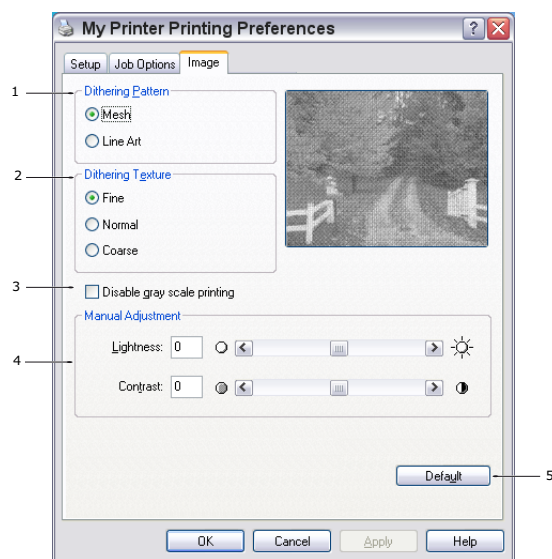 My Printer Printing Preferences
?
Setup Job Options Image
1
Dithering Pattern
Mesh
Line Art
2
Dithering Texture
Fine
Normal
Coarse
3
Disable gray scale printing
4
Manual Adjustment
Lightness: 0
Contrast: 0
Default
5
OK Cancel Apply Help